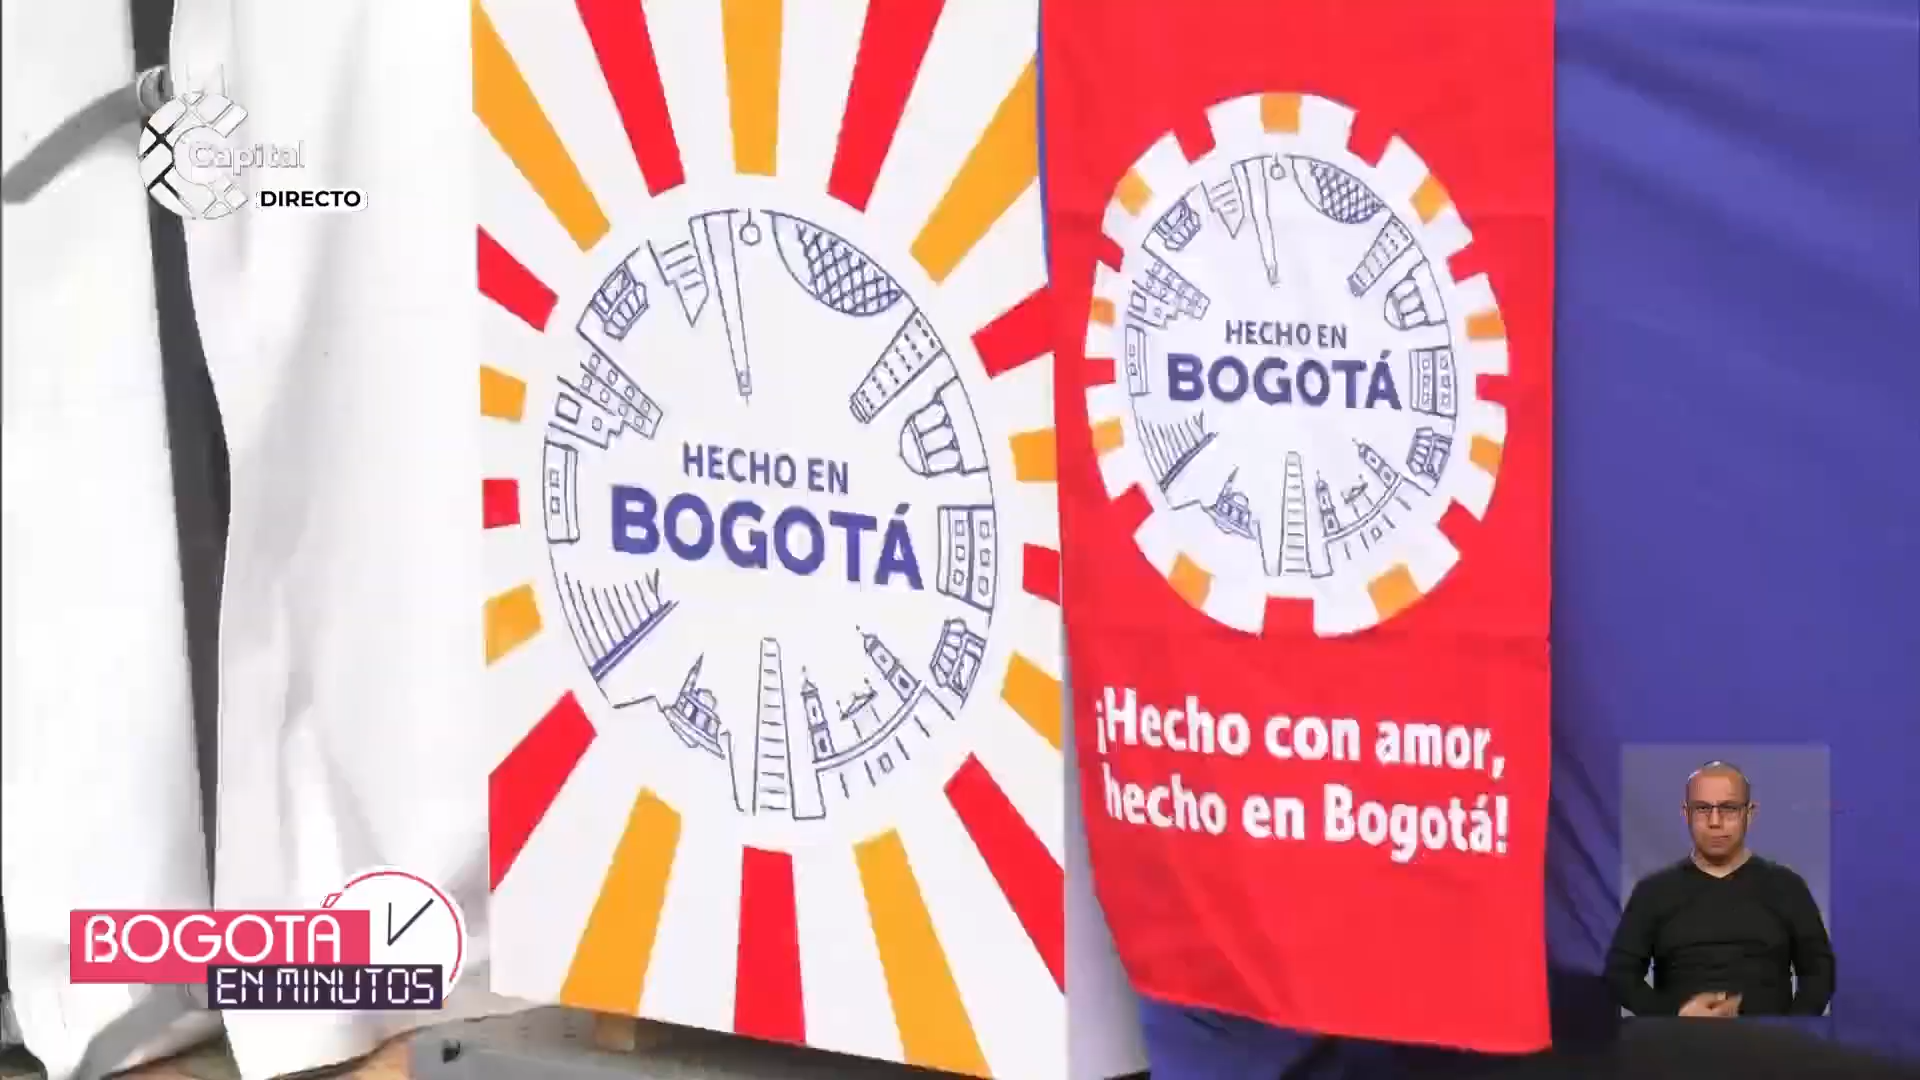 Capital
DIRECTO
HECHO EN
BOGOTÁ
HECHO EN
BOGOTÁ
¡Hecho con amor,
hecho en Bogotá!
BOGOTÁ
EN MINUTOS